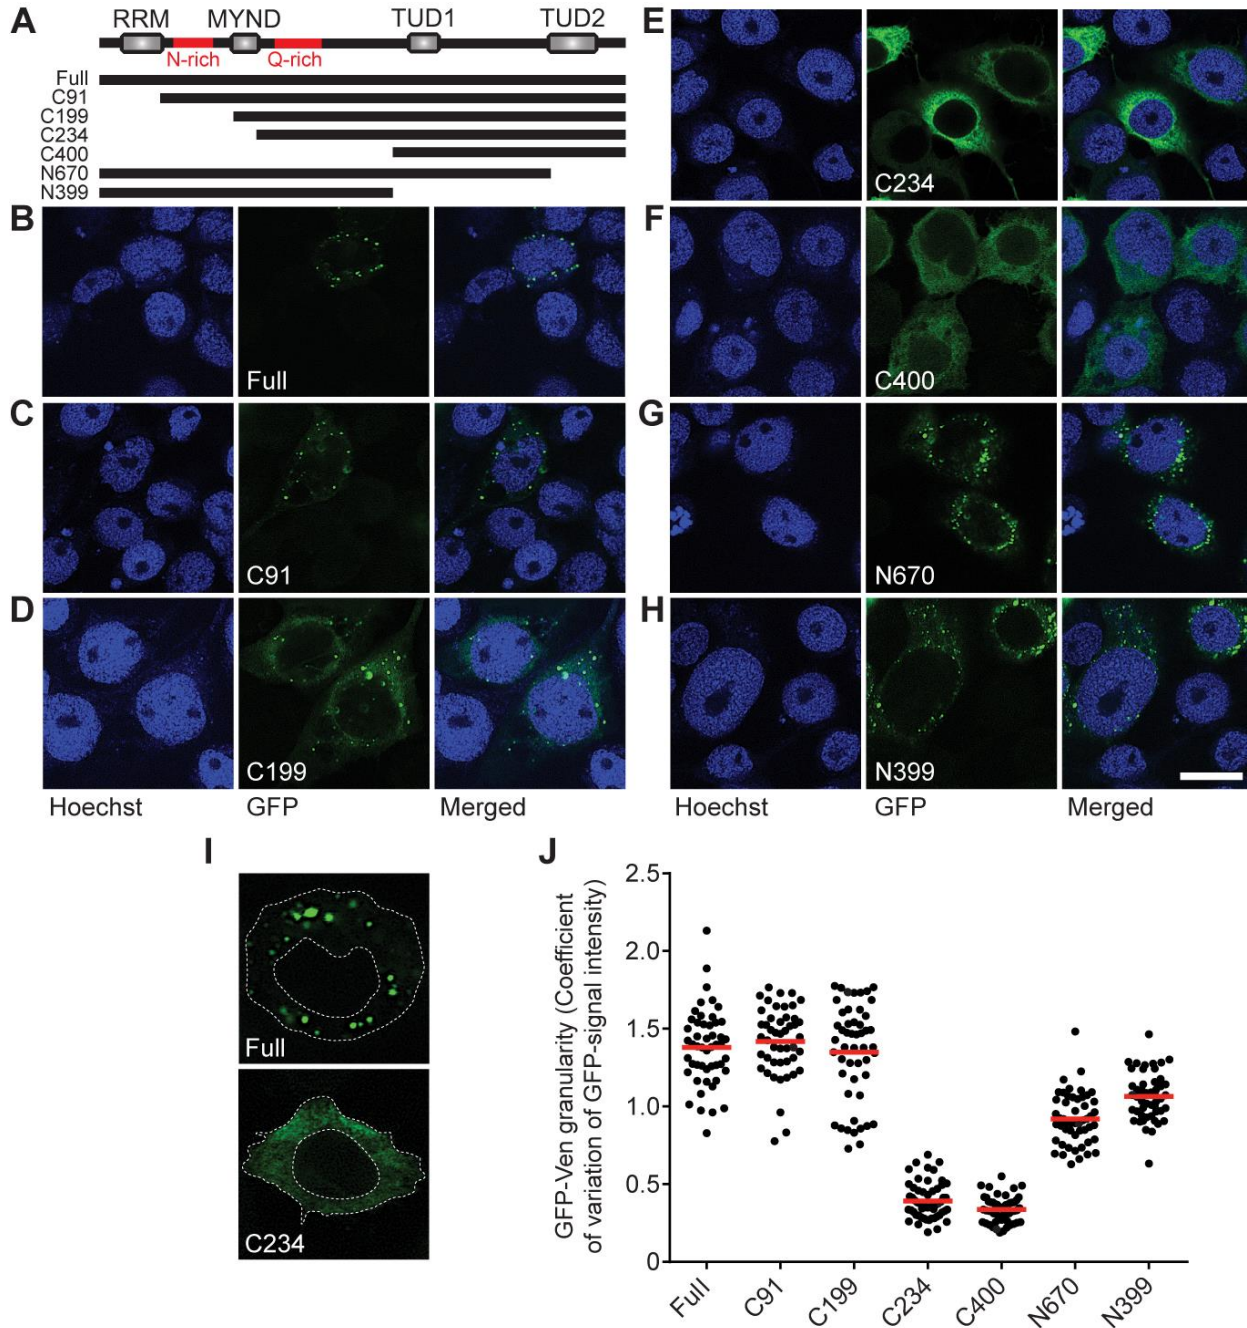 A
RRM MYND TUD1 TUD2
N-rich Q-rich
Full
C91
C199
C234
C400
N670
N399
B
Full
C
C91
D
C199
Hoechst GFP Merged
E
C234
F
C400
G
N670
H
N399
Hoechst GFP Merged
I
Full
C234
J
GFP-Ven granularity (Coefficient
of variation of GFP-signal intensity)
2.5
2.0
1.5
1.0
0.5
0
Full C91 C199 C234 C400 N670 N399